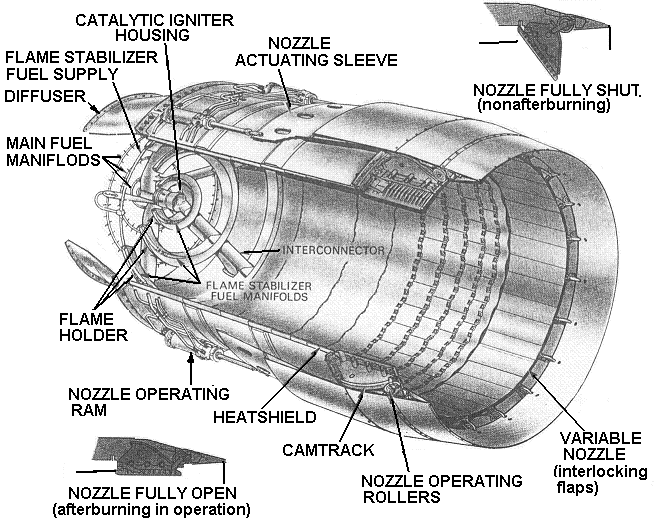 CATALYTIC IGNITER
HOUSING
FLAME STABILIZER
FUEL SUPPLY
DIFFUSER
MAIN FUEL
MANIFLODS
NOZZLE
ACTUATING SLEEVE
NOZZLE FULLY SHUT.
(nonafterburning)
INTERCONNECTOR
FLAME STABILIZER
FUEL MANIFOLDS
FLAME
HOLDER
NOZZLE OPERATING
RAM
HEATSHIELD
CAMTRACK
NOZZLE OPERATING
ROLLERS
VARIABLE
NOZZLE
(interlocking
flaps)
NOZZLE FULLY OPEN
(afterburning in operation)